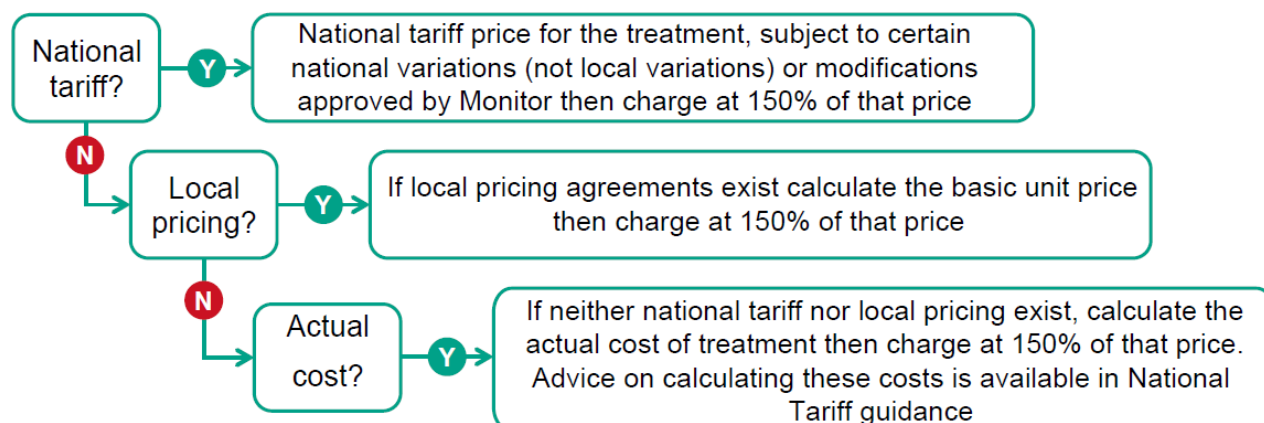 National
tariff?
Y
National tariff price for the treatment, subject to certain
national variations (not local variations) or modifications
approved by Monitor then charge at 150% of that price
N
Local
pricing?
Y
If local pricing agreements exist calculate the basic unit price
then charge at 150% of that price
N
Actual
cost?
Y
If neither national tariff nor local pricing exist, calculate the
actual cost of treatment then charge at 150% of that price.
Advice on calculating these costs is available in National
Tariff guidance